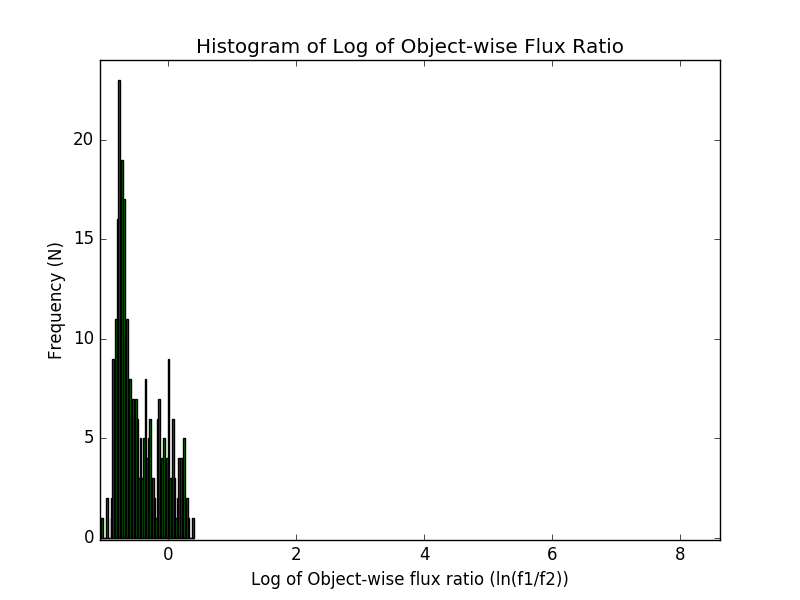 Histogram of Log of Object-wise Flux Ratio
Frequency (N)
20
15
10
5
0
0 2 4 6 8
Log of Object-wise flux ratio (ln(f1/f2))